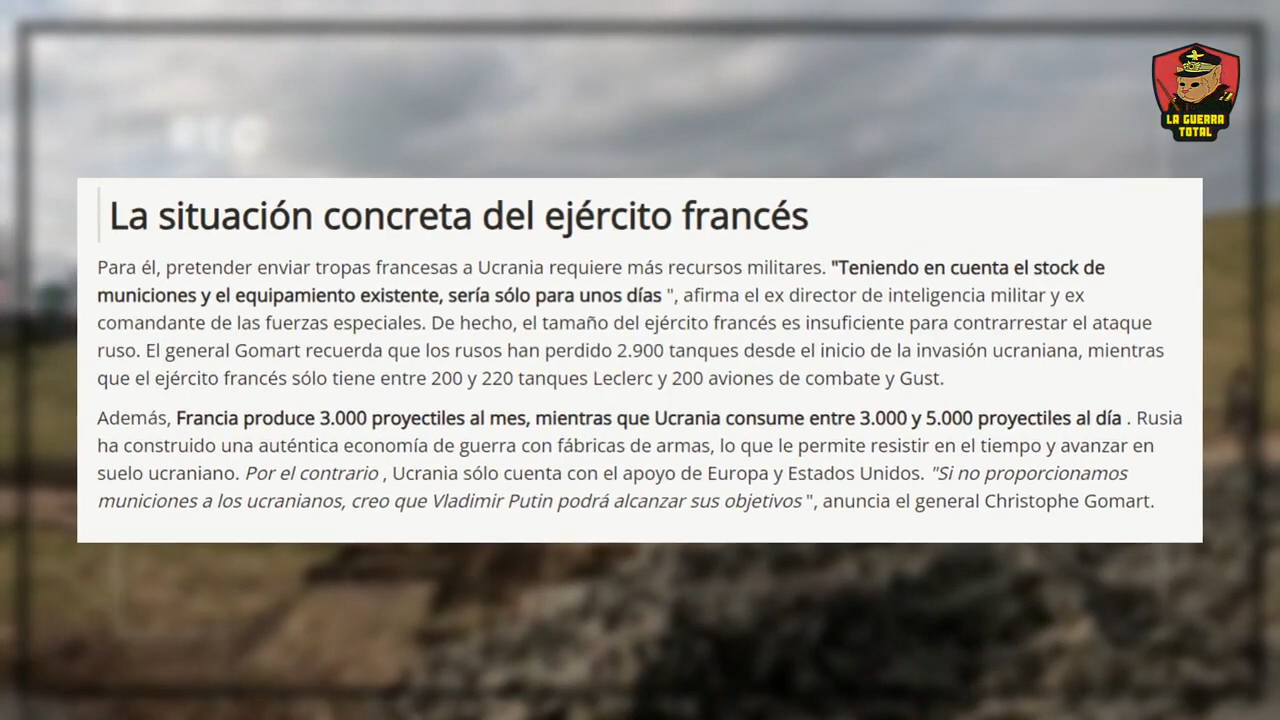 LA GUERRA
TOTAL
La situación concreta del ejército francés
Para él, pretender enviar tropas francesas a Ucrania requiere más recursos militares. "Teniendo en cuenta el stock de
municiones y el equipamiento existente, sería sólo para unos días ", afirma el ex director de inteligencia militar y ex
comandante de las fuerzas especiales. De hecho, el tamaño del ejército francés es insuficiente para contrarrestar el ataque
ruso. El general Gomart recuerda que los rusos han perdido 2.900 tanques desde el inicio de la invasión ucraniana, mientras
que el ejército francés sólo tiene entre 200 y 220 tanques Leclerc y 200 aviones de combate y Gust.
Además, Francia produce 3.000 proyectiles al mes, mientras que Ucrania consume entre 3.000 y 5.000 proyectiles al día . Rusia
ha construido una auténtica economía de guerra con fábricas de armas, lo que le permite resistir en el tiempo y avanzar en
suelo ucraniano. Por el contrario , Ucrania sólo cuenta con el apoyo de Europa y Estados Unidos. "Si no proporcionamos
municiones a los ucranianos, creo que Vladimir Putin podrá alcanzar sus objetivos ", anuncia el general Christophe Gomart.